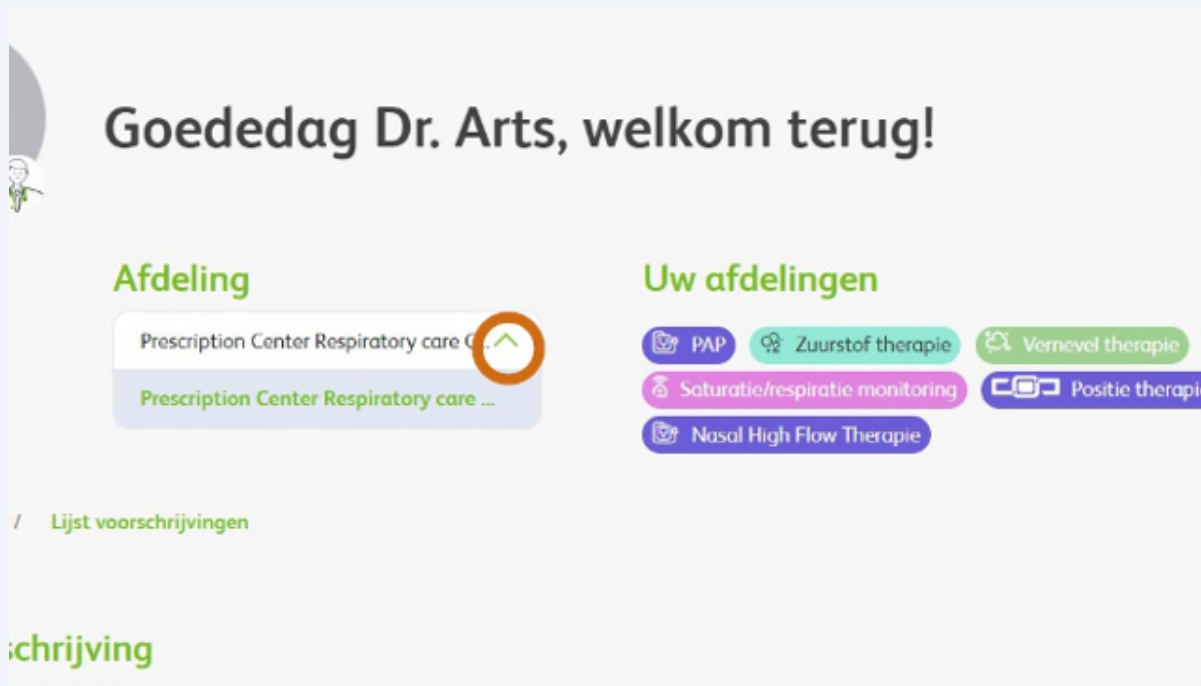 Goededag Dr. Arts, welkom terug!
Afdeling
Prescription Center Respiratory care
Prescription Center Respiratory care ...
Uw afdelingen
PAP Zuurstof therapie Vernevel therapie
Saturatie/respiratie monitoring Positie therapie
Nasal High Flow Therapie
/ Lijst voorschrijvingen
schrijving